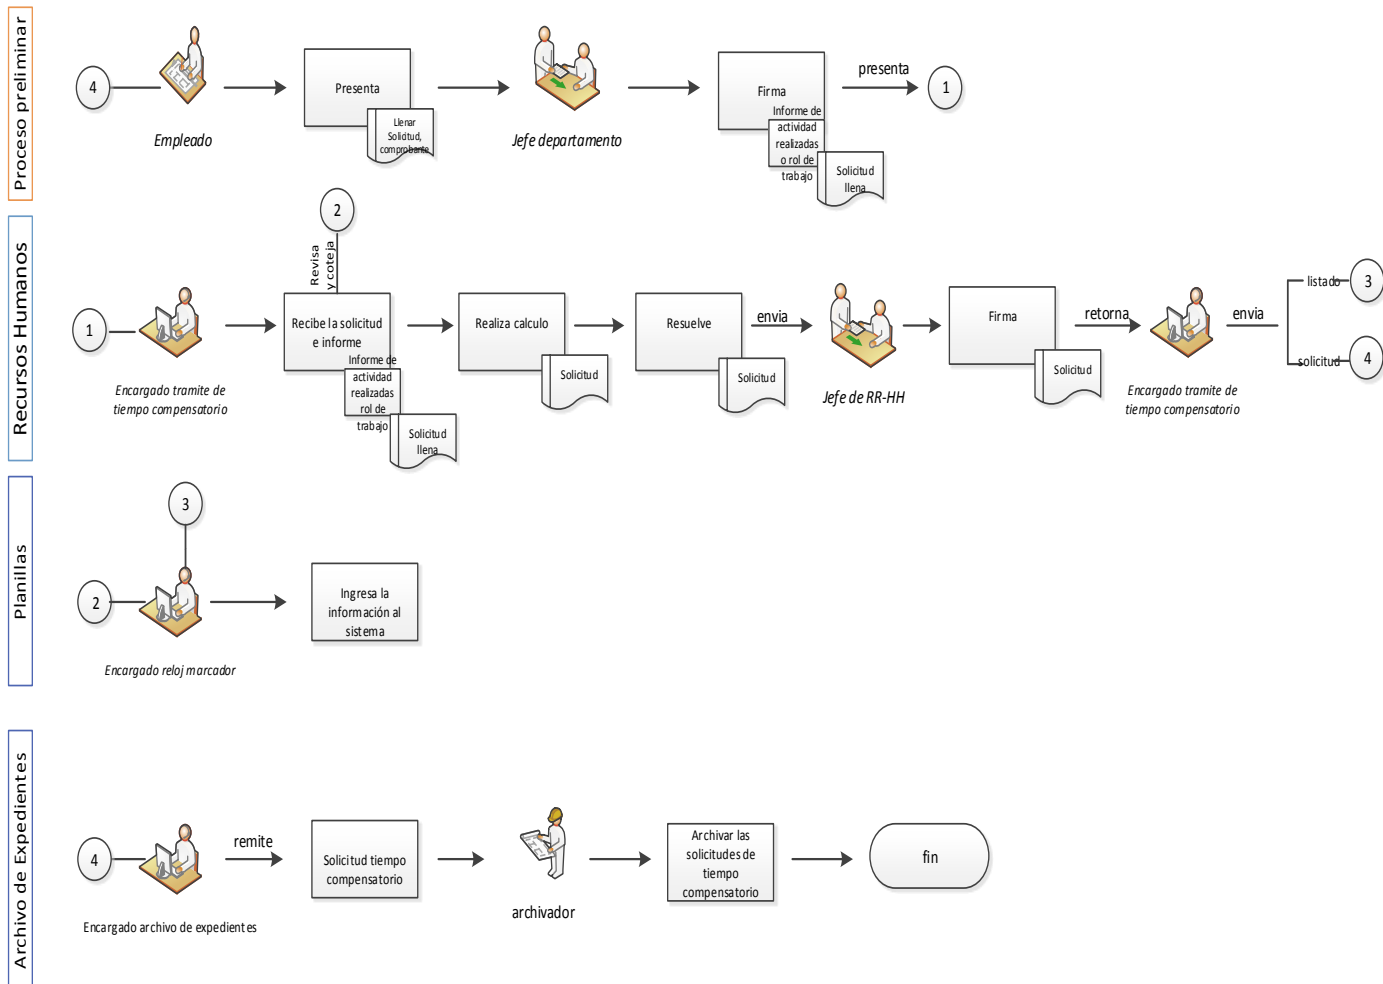 Proceso preliminar
4
Empleado
Presenta
Llenar
Solicitud,
comprobante
Jefe departamento
Firma
Informe de
actividad
realizadas
o rol de
trabajo
Solicitud
llena
presenta
1
Recursos Humanos
1
Encargado tramite de
tiempo compensatorio
2
Revisa
y coteja
Recibe la solicitud
e informe
Informe de
actividad
realizadas
rol de
trabajo
Solicitud
llena
Realiza calculo
Solicitud
Resuelve
Solicitud
envia
Jefe de RR-HH
Firma
Solicitud
retorna
Encargado tramite de
tiempo compensatorio
envia
listado
3
solicitud
4
Planillas
3
2
Encargado reloj marcador
Ingresa la
información al
sistema
Archivo de Expedientes
4
Encargado archivo de expedientes
remite
Solicitud tiempo
compensatorio
archivador
Archivar las
solicitudes de
tiempo
compensatorio
fin